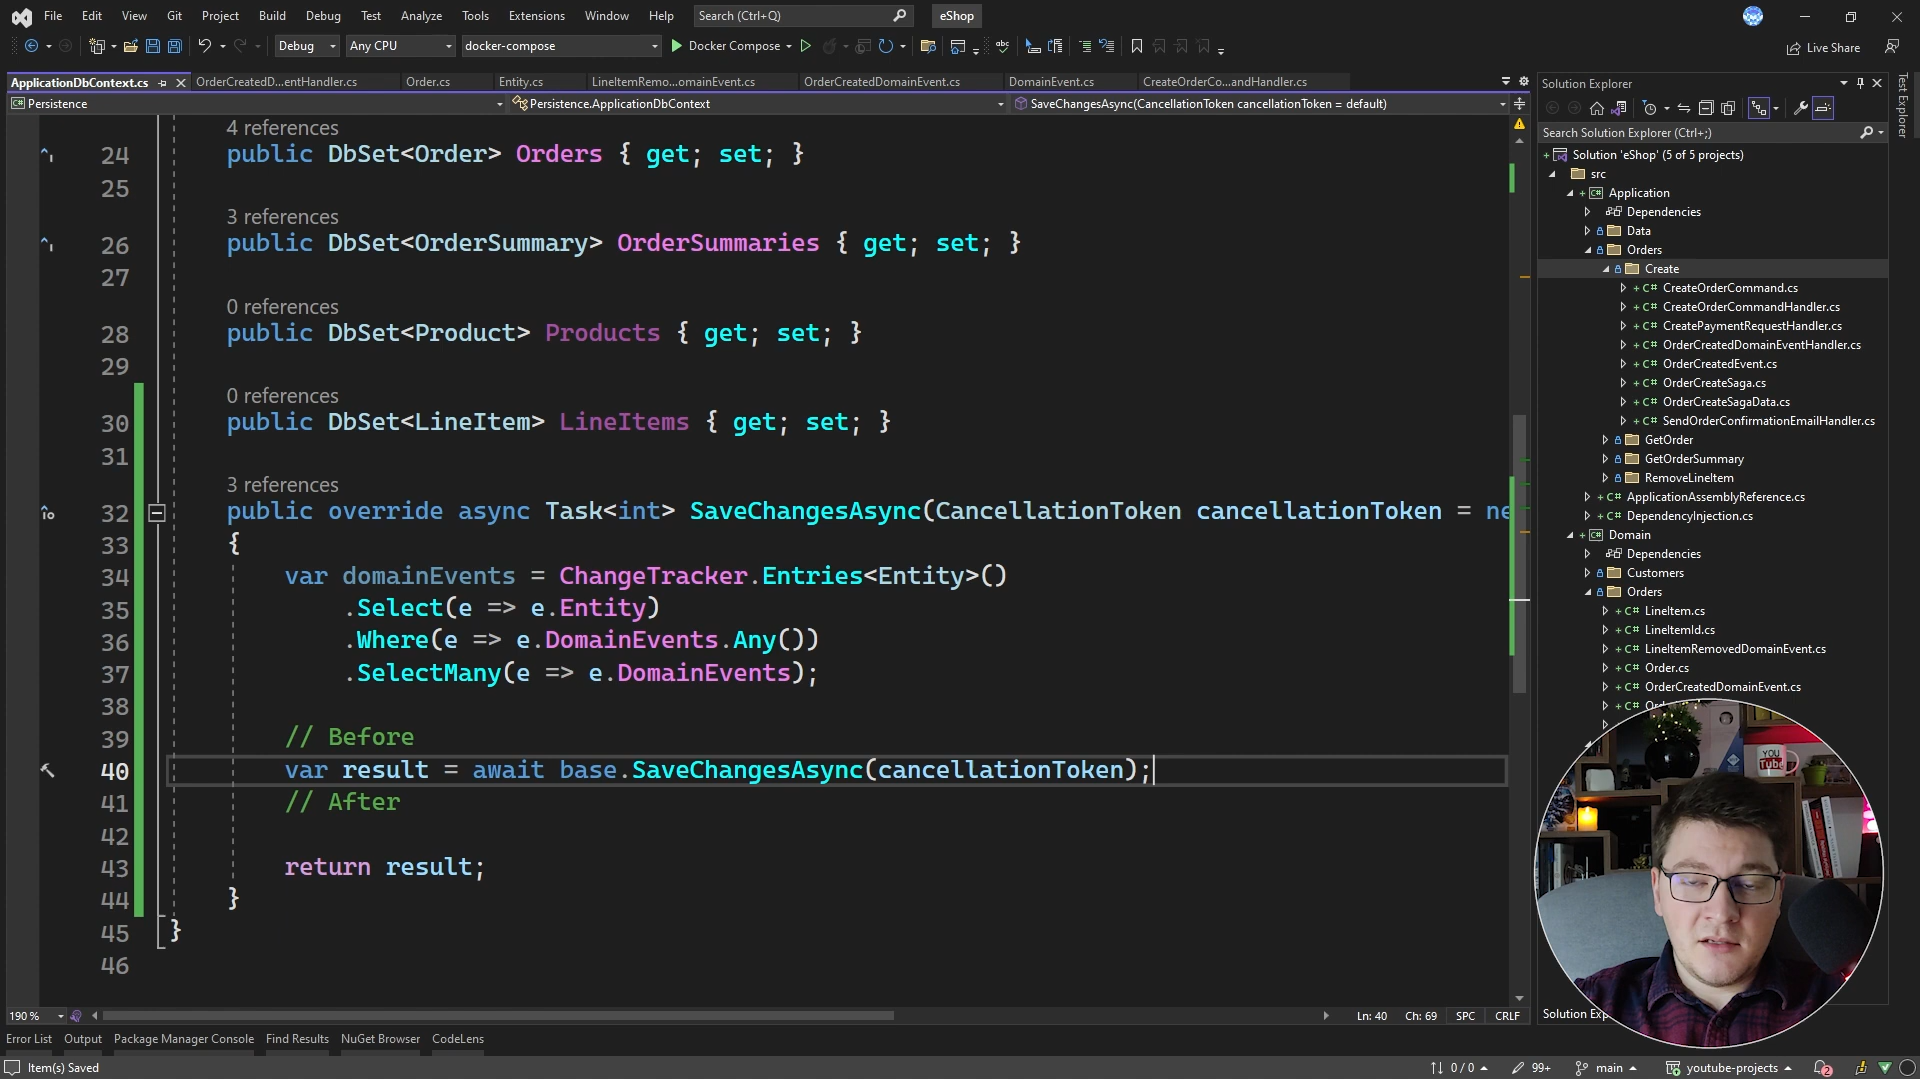 File Edit View Git Project Build Debug Test Analyze Tools Extensions Window Help Search (Ctrl+Q) eShop
Debug Any CPU docker-compose Docker Compose Live Share
ApplicationDbContext.cs OrderCreatedD...entHandler.cs Order.cs Entity.cs LineItemRemo...omainEvent.cs OrderCreatedDomainEvent.cs DomainEvent.cs CreateOrderCo...andHandler.cs
Persistence Persistence.ApplicationDbContext SaveChangesAsync(CancellationToken cancellationToken = default)
4 references
24 public DbSet<Order> Orders { get; set; }
25
3 references
26 public DbSet<OrderSummary> OrderSummaries { get; set; }
27
0 references
28 public DbSet<Product> Products { get; set; }
29
0 references
30 public DbSet<LineItem> LineItems { get; set; }
31
3 references
32 public override async Task<int> SaveChangesAsync(CancellationToken cancellationToken = ne
33 {
34 var domainEvents = ChangeTracker.Entries<Entity>()
35 .Select(e => e.Entity)
36 .Where(e => e.DomainEvents.Any())
37 .SelectMany(e => e.DomainEvents);
38
39 // Before
40 var result = await base.SaveChangesAsync(cancellationToken);
41 // After
42
43 return result;
44 }
45 }
46
190 % Ln: 40 Ch: 69 SPC CRLF
Error List Output Package Manager Console Find Results NuGet Browser CodeLens
Item(s) Saved 0 / 0 99+ main youtube-projects 2
Solution Explorer
Search Solution Explorer (Ctrl+;)
Solution 'eShop' (5 of 5 projects)
src
Application
Dependencies
Data
Orders
Create
CreateOrderCommand.cs
CreateOrderCommandHandler.cs
CreatePaymentRequestHandler.cs
OrderCreatedDomainEventHandler.cs
OrderCreatedEvent.cs
OrderCreateSaga.cs
OrderCreateSagaData.cs
SendOrderConfirmationEmailHandler.cs
GetOrder
GetOrderSummary
RemoveLineItem
ApplicationAssemblyReference.cs
DependencyInjection.cs
Domain
Dependencies
Customers
Orders
LineItem.cs
LineItemId.cs
LineItemRemovedDomainEvent.cs
Order.cs
OrderCreatedDomainEvent.cs
Test Explorer
YOU
Tube